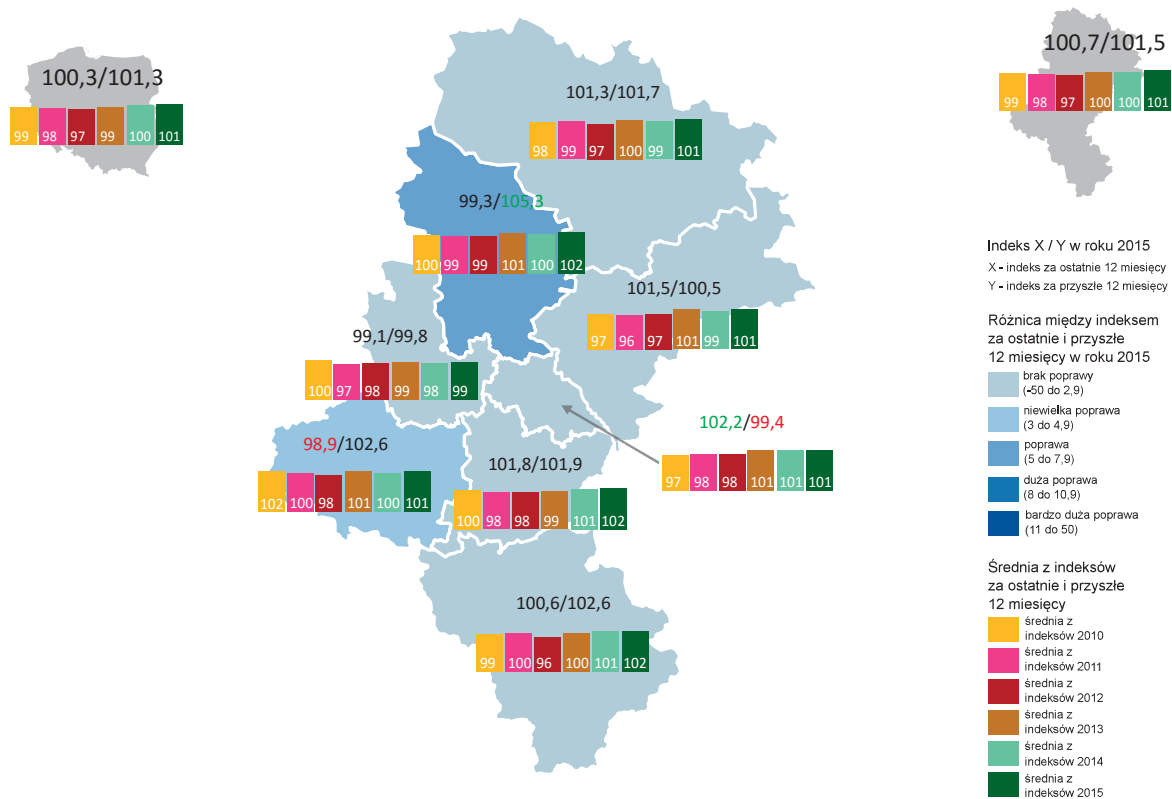 100,3/101,3
99 98 97 99 100 101
100,7/101,5
99 98 97 100 100 101
101,3/101,7
98 99 97 100 99 101
99,3/105,3
100 99 99 101 100 102
101,5/100,5
97 96 97 101 99 101
99,1/99,8
100 97 98 99 98 99
102,2/99,4
97 98 98 101 101 101
98,9/102,6
102 100 98 101 100 101
101,8/101,9
100 98 98 99 101 102
100,6/102,6
99 100 96 100 101 102
Indeks X / Y w roku 2015
X - indeks za ostatnie 12 miesięcy
Y - indeks za przyszłe 12 miesięcy
Różnica między indeksem
za ostatnie i przyszłe
12 miesięcy w roku 2015
brak poprawy
(-50 do 2,9)
niewielka poprawa
(3 do 4,9)
poprawa
(5 do 7,9)
duża poprawa
(8 do 10,9)
bardzo duża poprawa
(11 do 50)
Średnia z indeksów
za ostatnie i przyszłe
12 miesięcy
średnia z
indeksów 2010
średnia z
indeksów 2011
średnia z
indeksów 2012
średnia z
indeksów 2013
średnia z
indeksów 2014
średnia z
indeksów 2015